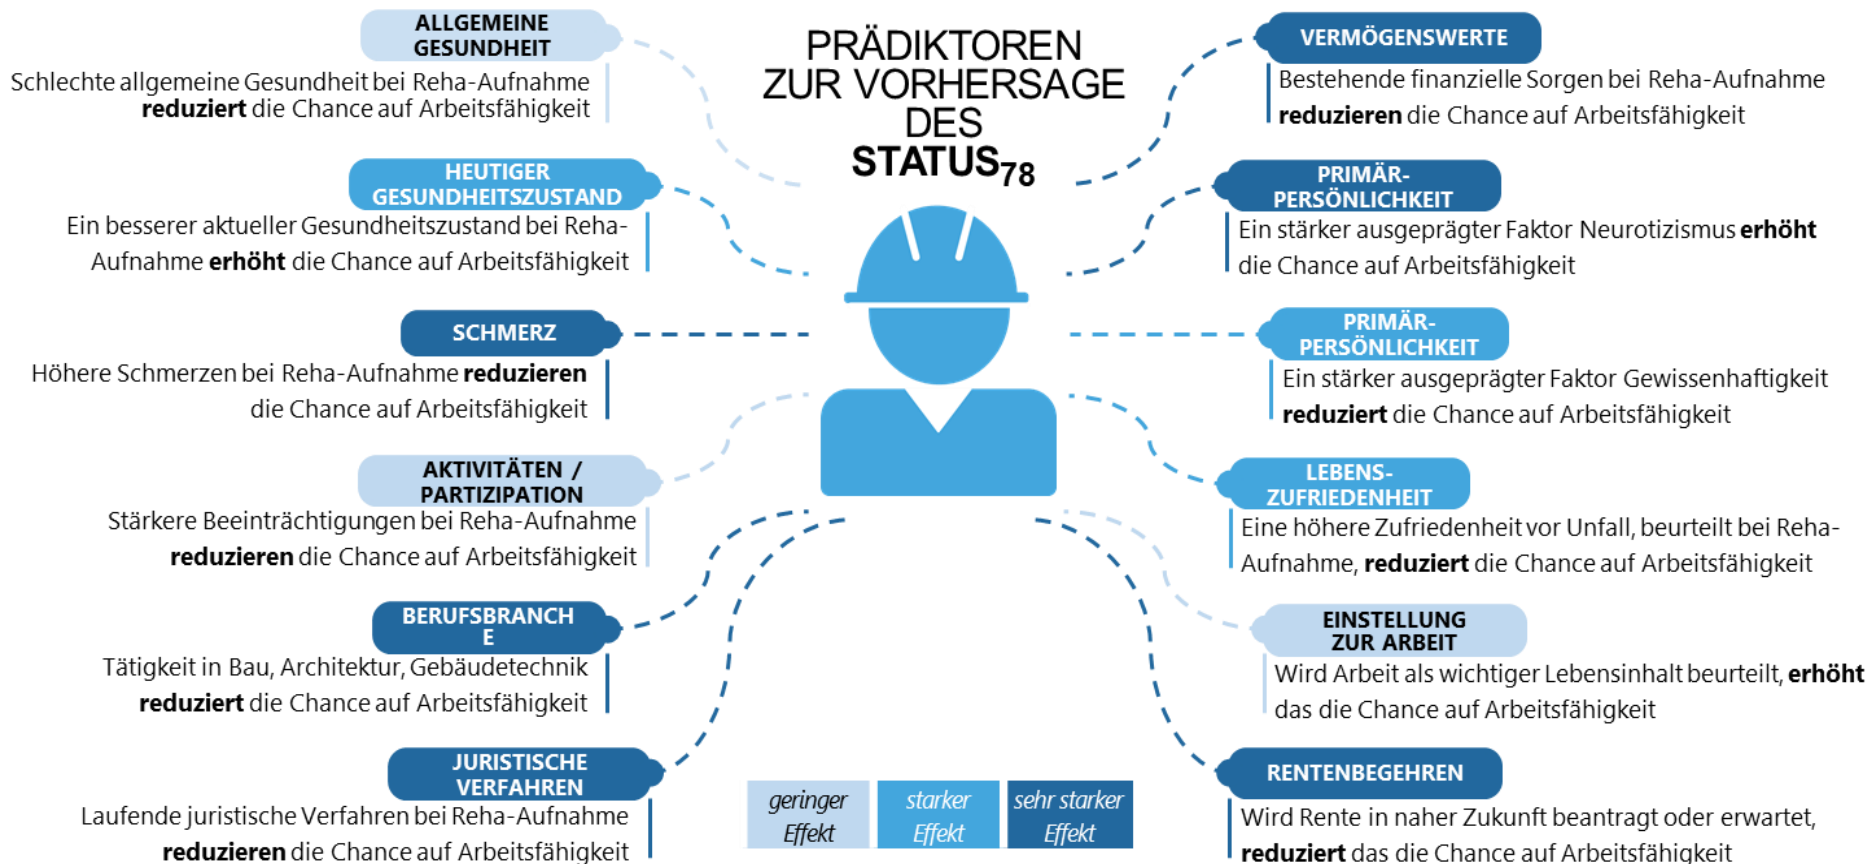 PRÄDIKTOREN
ZUR VORHERSAGE
DES
STATUS78
ALLGEMEINE
GESUNDHEIT
Schlechte allgemeine Gesundheit bei Reha-Aufnahme
reduziert die Chance auf Arbeitsfähigkeit
HEUTIGER
GESUNDHEITSZUSTAND
Ein besserer aktueller Gesundheitszustand bei Reha-
Aufnahme erhöht die Chance auf Arbeitsfähigkeit
SCHMERZ
Höhere Schmerzen bei Reha-Aufnahme reduzieren
die Chance auf Arbeitsfähigkeit
AKTIVITÄTEN /
PARTIZIPATION
Stärkere Beeinträchtigungen bei Reha-Aufnahme
reduzieren die Chance auf Arbeitsfähigkeit
BERUFSBRANCH
E
Tätigkeit in Bau, Architektur, Gebäudetechnik
reduziert die Chance auf Arbeitsfähigkeit
JURISTISCHE
VERFAHREN
Laufende juristische Verfahren bei Reha-Aufnahme
reduzieren die Chance auf Arbeitsfähigkeit
VERMÖGENSWERTE
Bestehende finanzielle Sorgen bei Reha-Aufnahme
reduzieren die Chance auf Arbeitsfähigkeit
PRIMÄR-
PERSÖNLICHKEIT
Ein stärker ausgeprägter Faktor Neurotizismus erhöht
die Chance auf Arbeitsfähigkeit
PRIMÄR-
PERSÖNLICHKEIT
Ein stärker ausgeprägter Faktor Gewissenhaftigkeit
reduziert die Chance auf Arbeitsfähigkeit
LEBENS-
ZUFRIEDENHEIT
Eine höhere Zufriedenheit vor Unfall, beurteilt bei Reha-
Aufnahme, reduziert die Chance auf Arbeitsfähigkeit
EINSTELLUNG
ZUR ARBEIT
Wird Arbeit als wichtiger Lebensinhalt beurteilt, erhöht
das die Chance auf Arbeitsfähigkeit
RENTENBEGEHREN
Wird Rente in naher Zukunft beantragt oder erwartet,
reduziert das die Chance auf Arbeitsfähigkeit
geringer
Effekt
starker
Effekt
sehr starker
Effekt